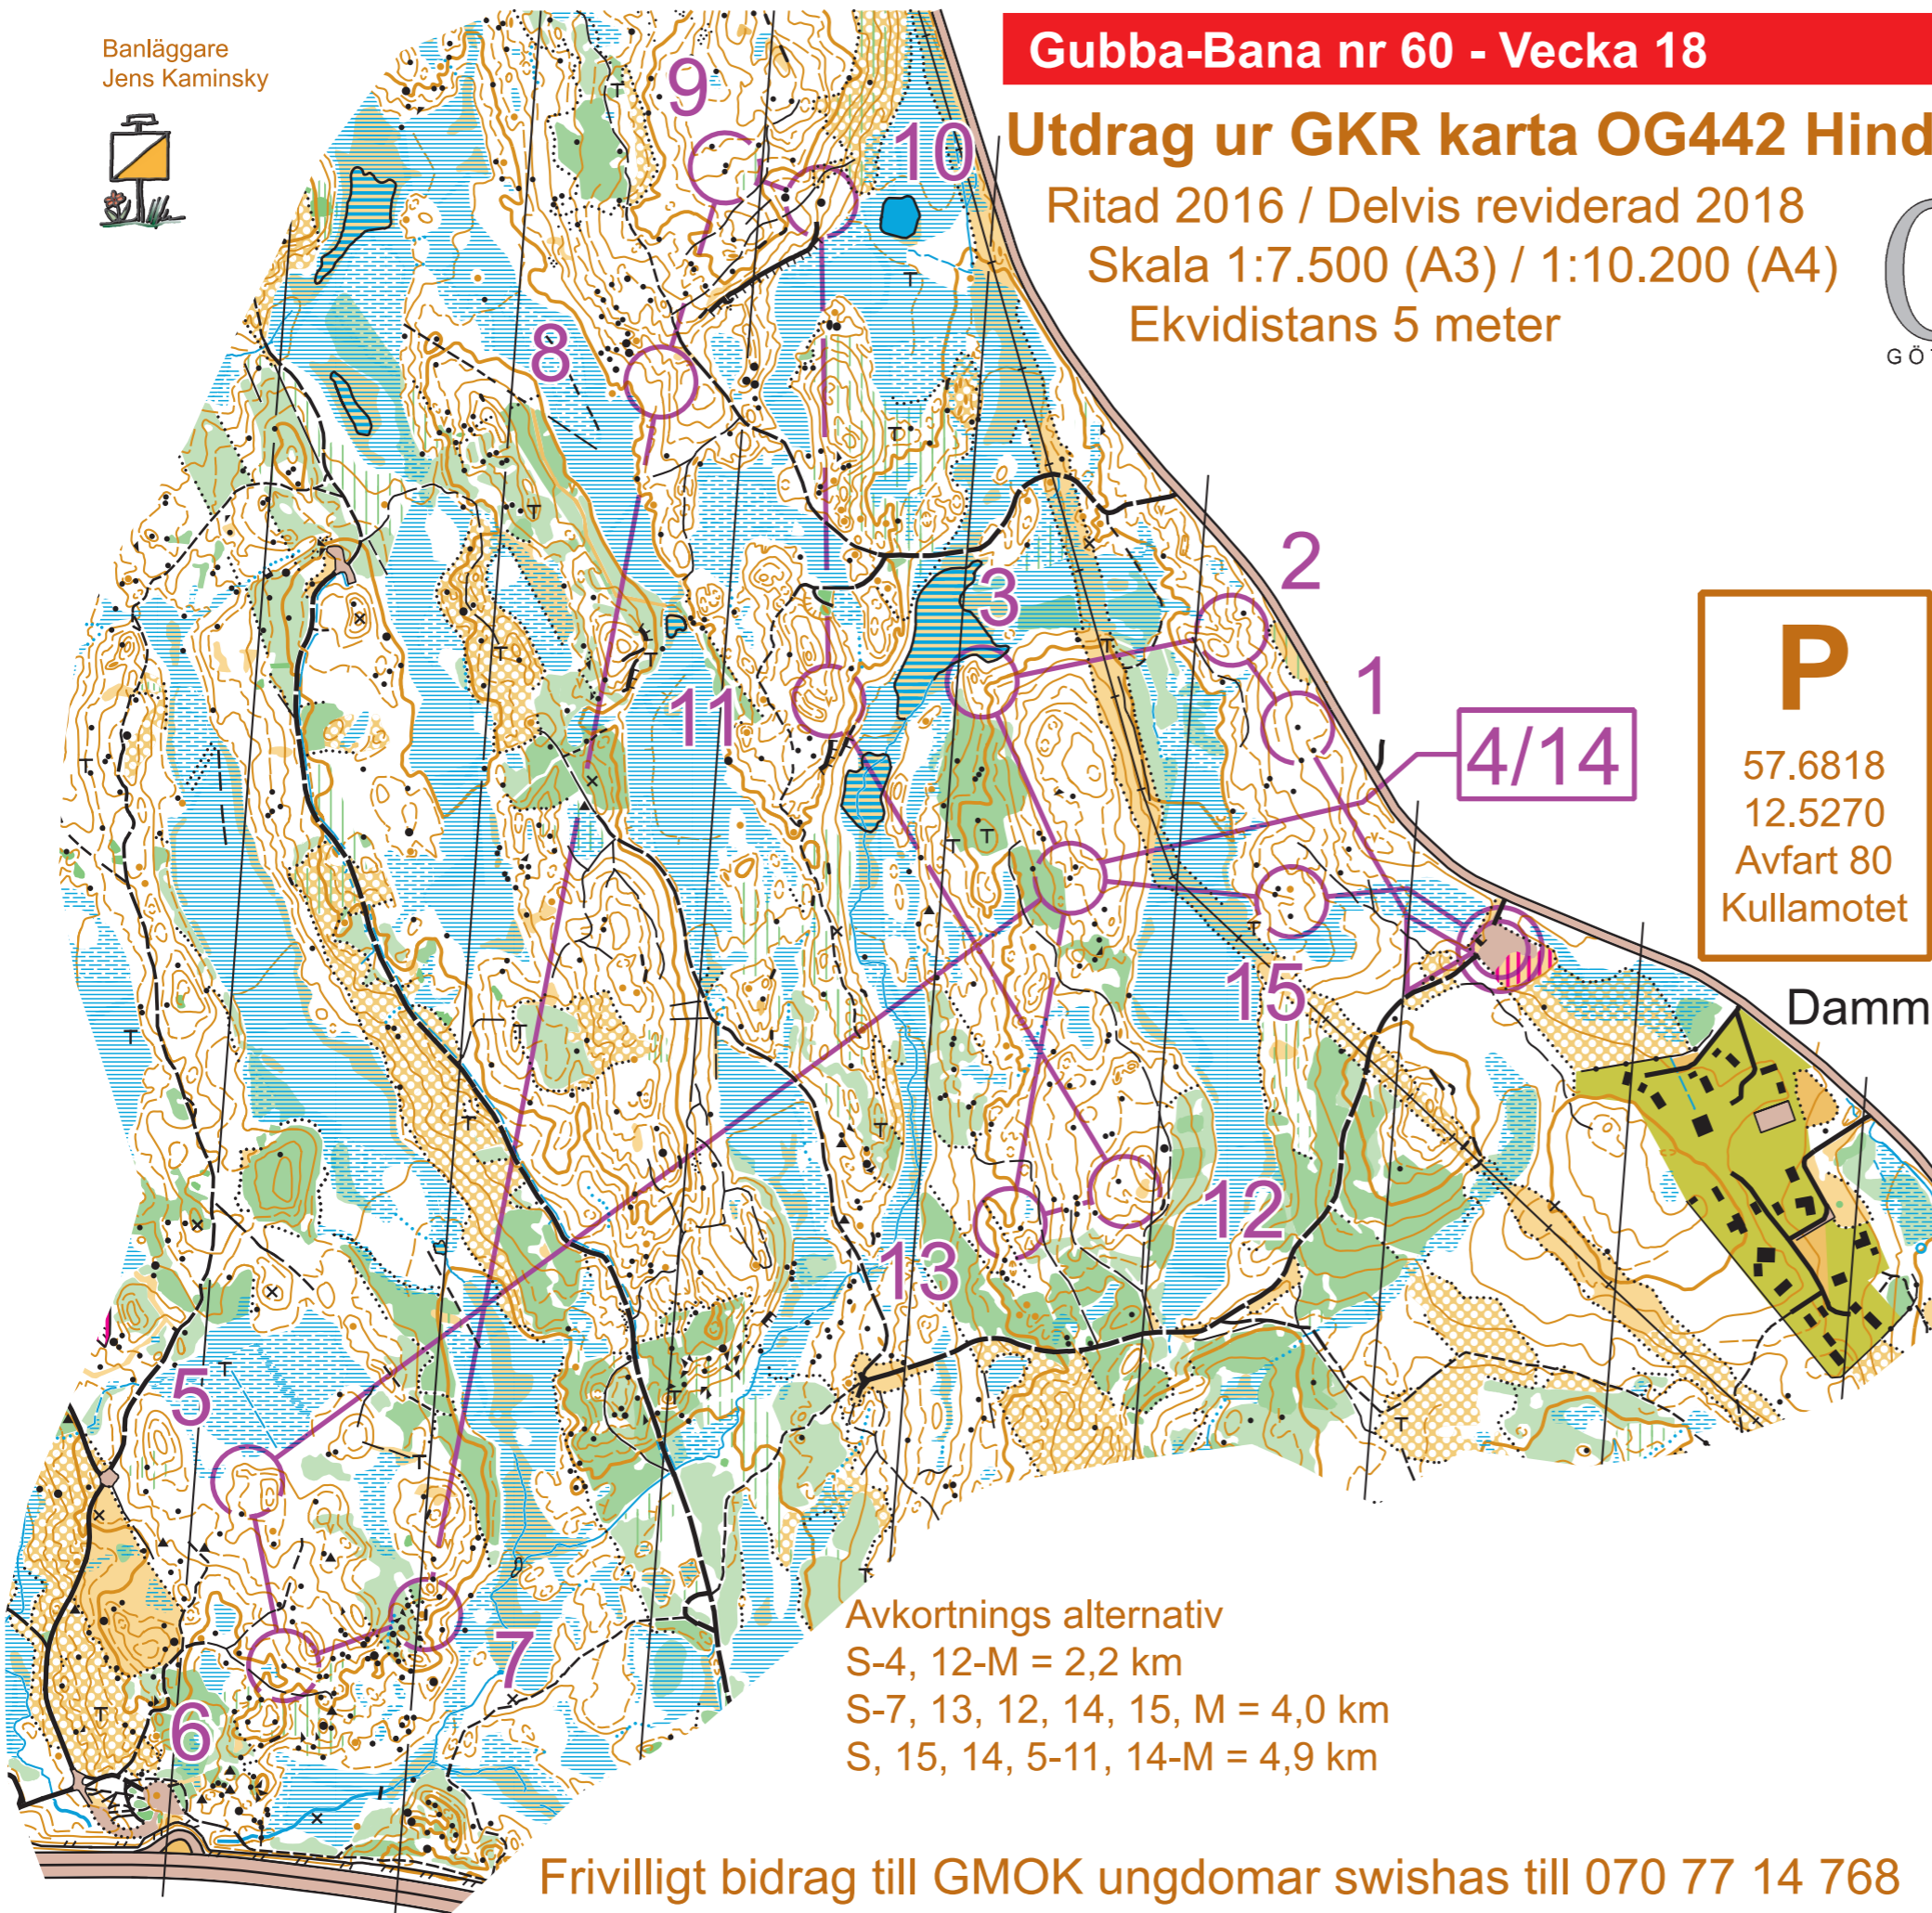 Banläggare
Jens Kaminsky
Gubba-Bana nr 60 - Vecka 18
Utdrag ur GKR karta OG442 Hind
Ritad 2016 / Delvis reviderad 2018
Skala 1:7.500 (A3) / 1:10.200 (A4)
Ekvidistans 5 meter
GÖ
9
10
8
2
3
1
11
4/14
P
57.6818
12.5270
Avfart 80
Kullamotet
15
Damm
12
13
5
7
6
Avkortnings alternativ
S-4, 12-M = 2,2 km
S-7, 13, 12, 14, 15, M = 4,0 km
S, 15, 14, 5-11, 14-M = 4,9 km
Frivilligt bidrag till GMOK ungdomar swishas till 070 77 14 768